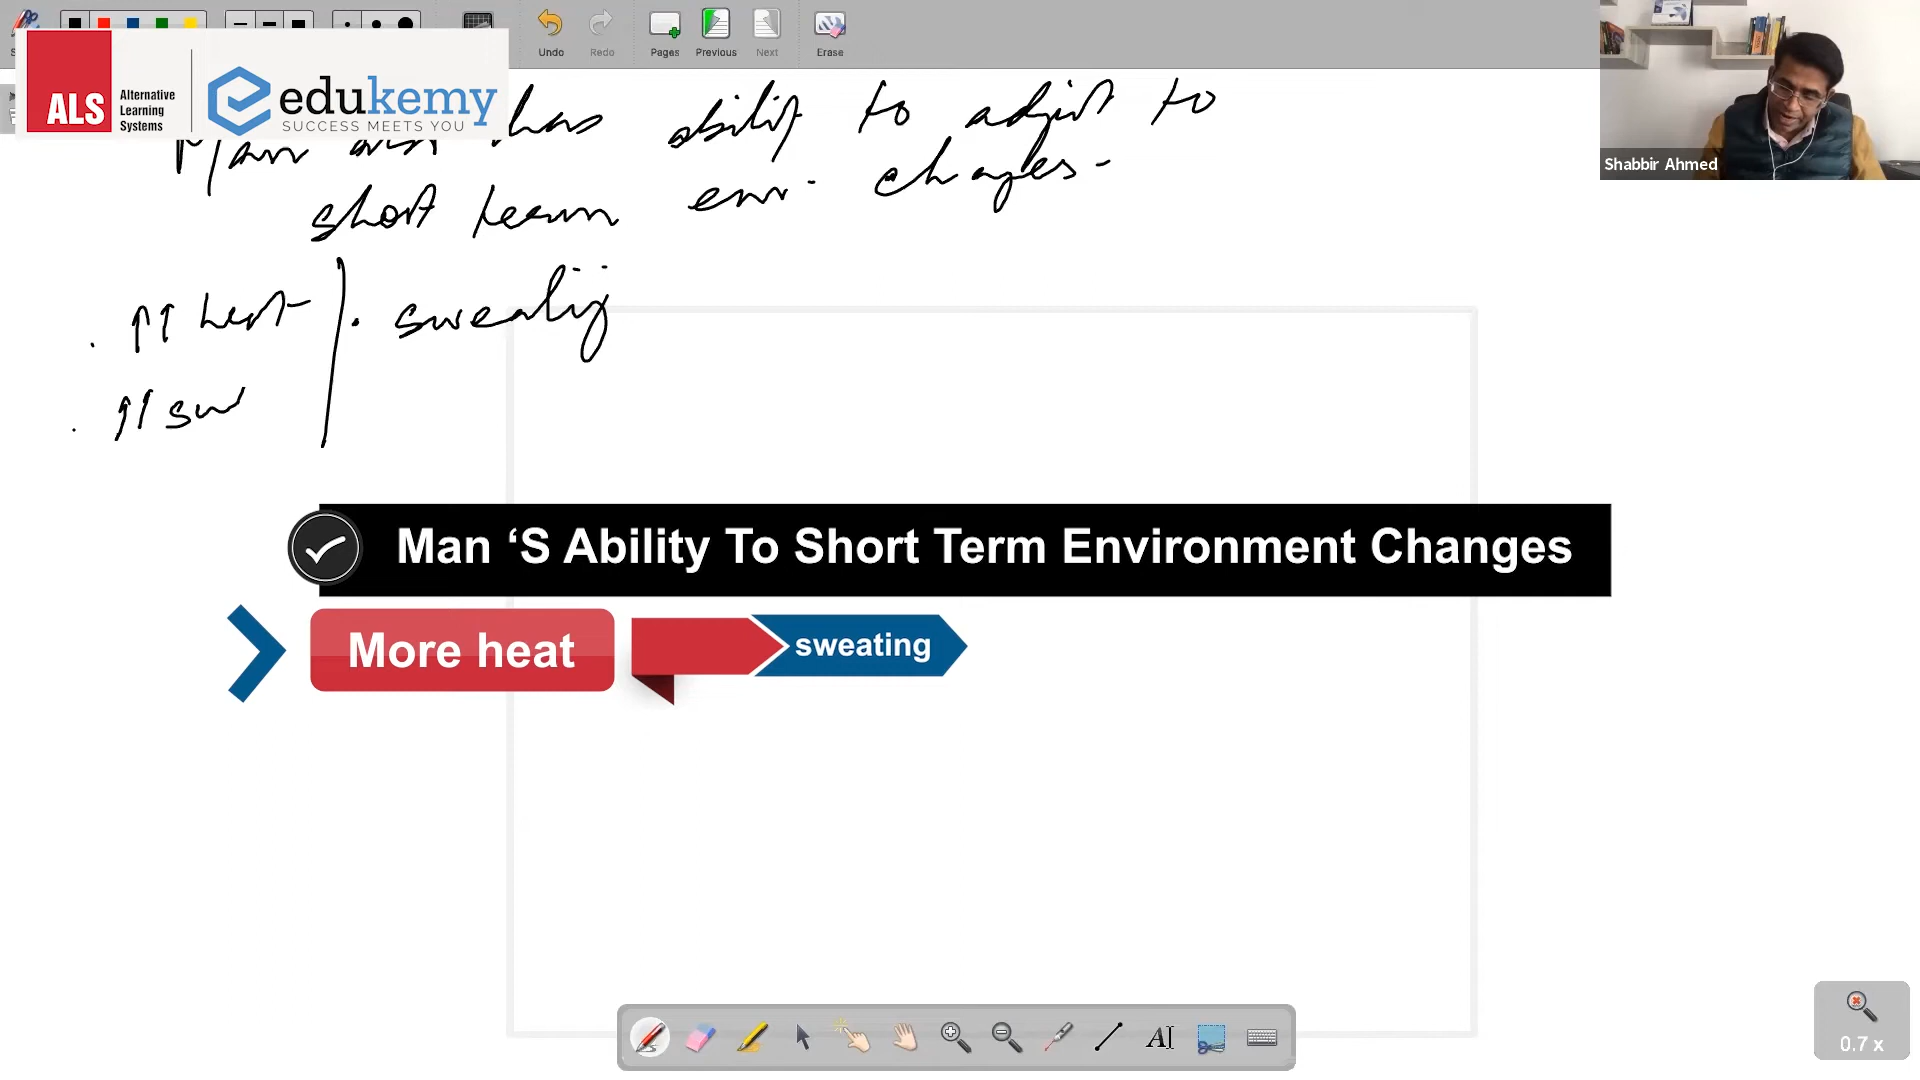 Undo
Redo
Pages
Previous
Next
Erase
ALS
Alternative
Learning
Systems
edukemy
SUCCESS MEETS YOU
Shabbir Ahmed
Man has ability to adjust to
short term env. changes.
. ↑↑ heat . sweating
. ↑↑ sw
Man ‘S Ability To Short Term Environment Changes
More heat
sweating
0.7 x